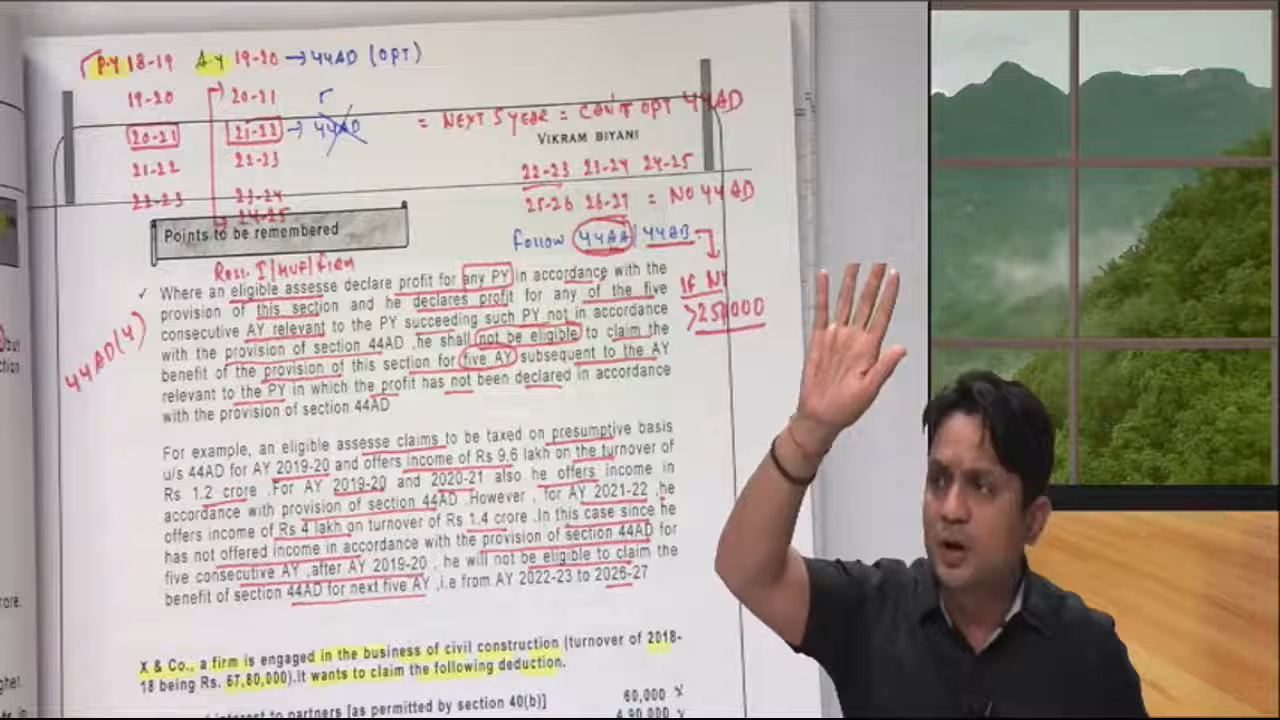 P.Y 18-19 A.Y 19-20 → 44AD (OPT)
19-20 20-21
20-21 21-22 → 44AD
21-22 22-23
22-23 23-24
24-25
= NEXT 5 YEAR = CAN'T OPT 44AD
VIKRAM BIYANI
22-23 23-24 24-25
25-26 26-27 = NO 44AD
Follow 44AA / 44AB
IF NI
>250000
Points to be remembered
Resi. I/HUF/Firm
44AD(4)
✓ Where an eligible assesse declare profit for any PY in accordance with the
provision of this section and he declares profit for any of the five
consecutive AY relevant to the PY succeeding such PY not in accordance
with the provision of section 44AD ,he shall not be eligible to claim the
benefit of the provision of this section for five AY subsequent to the AY
relevant to the PY in which the profit has not been declared in accordance
with the provision of section 44AD
For example, an eligible assesse claims to be taxed on presumptive basis
u/s 44AD for AY 2019-20 and offers income of Rs 9.6 lakh on the turnover of
Rs 1.2 crore .For AY 2019-20 and 2020-21 also he offers income in
accordance with provision of section 44AD .However , for AY 2021-22 ,he
offers income of Rs 4 lakh on turnover of Rs 1.4 crore .In this case since he
has not offered income in accordance with the provision of section 44AD for
five consecutive AY ,after AY 2019-20 , he will not be eligible to claim the
benefit of section 44AD for next five AY ,i.e from AY 2022-23 to 2026-27
X & Co., a firm is engaged in the business of civil construction (turnover of 2018-
18 being Rs. 67,80,000).It wants to claim the following deduction.
interest to partners [as permitted by section 40(b)] 60,000 X
4,90,000